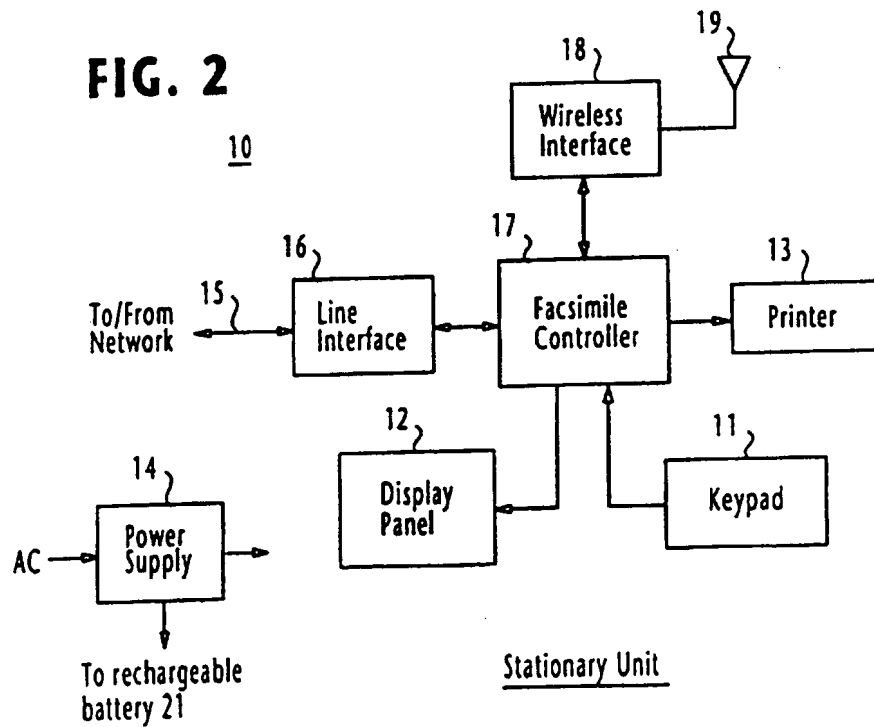 FIG. 2
10
18
19
Wireless
Interface
17
16
13
15
To/From
Network
Line
Interface
Facsimile
Controller
Printer
12
11
14
Display
Panel
Keypad
AC
Power
Supply
To rechargeable
battery 21
Stationary Unit